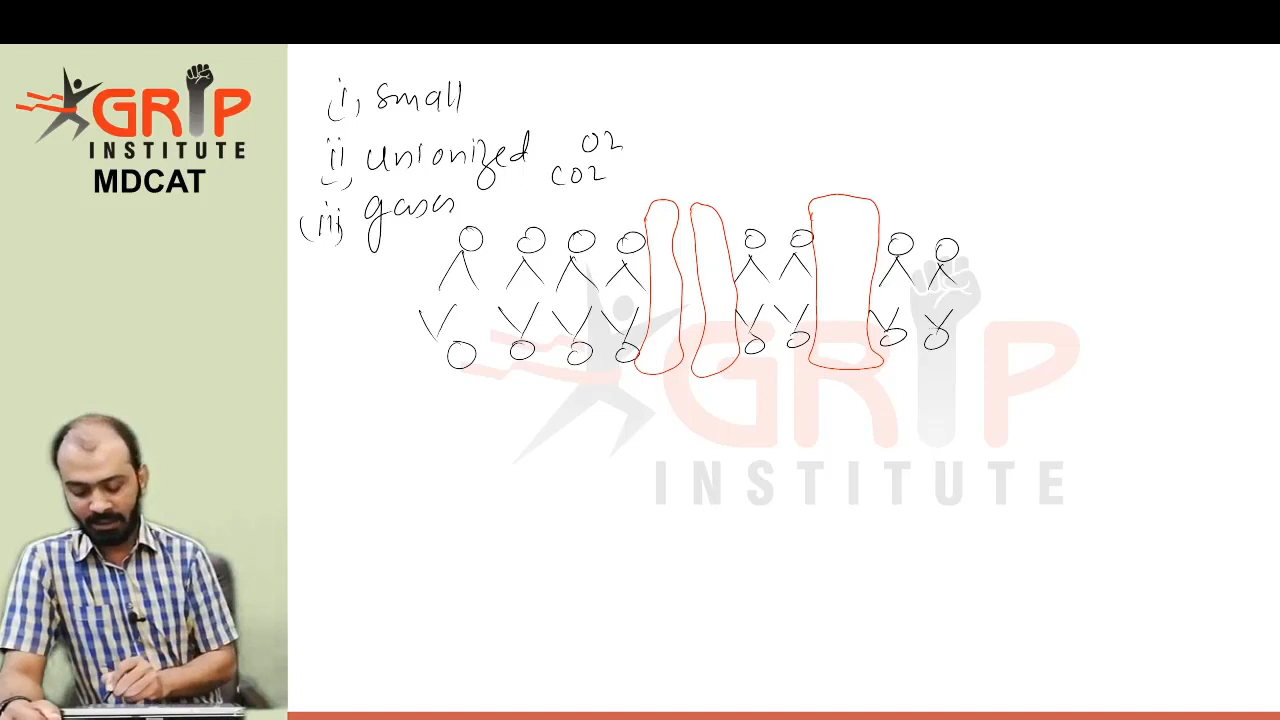 GRIP
INSTITUTE
MDCAT
(i) small
(ii) unionized O2
CO2
(iii) gases
GRIP
INSTITUTE